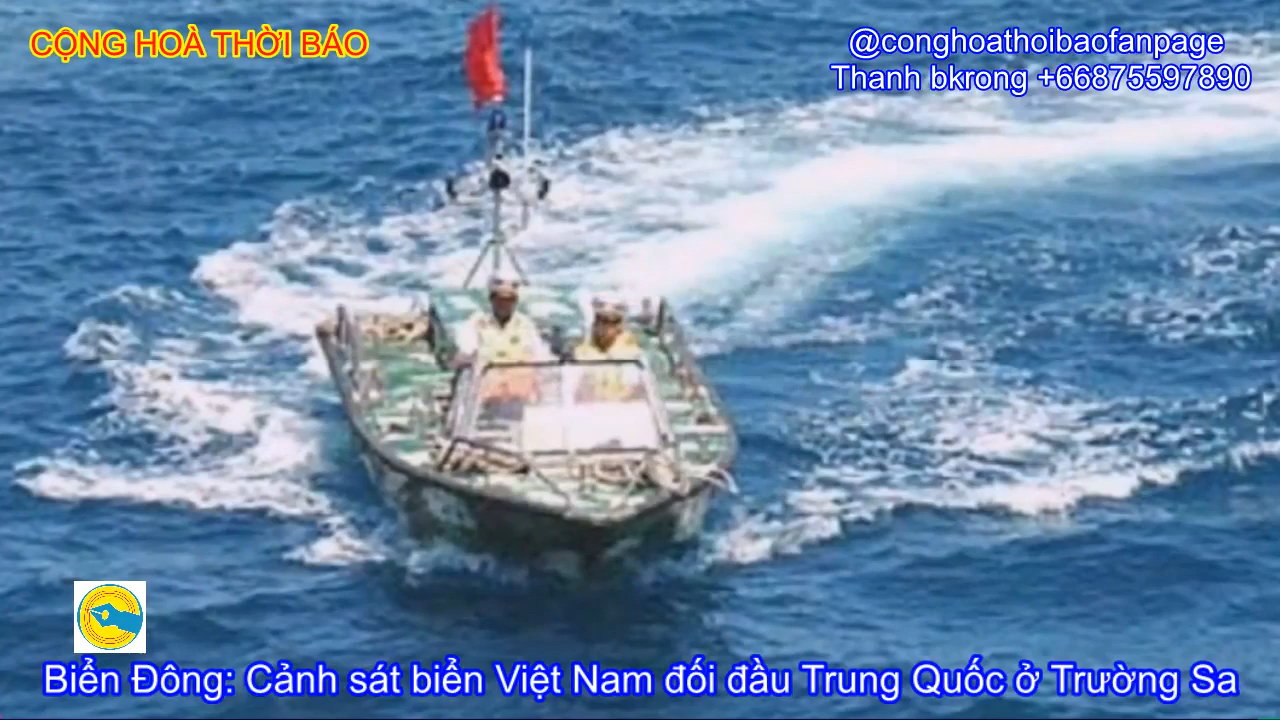 CỘNG HOÀ THỜI BÁO
@conghoathoibaofanpage
Thanh bkrong +66875597890
Biển Đông: Cảnh sát biển Việt Nam đối đầu Trung Quốc ở Trường Sa